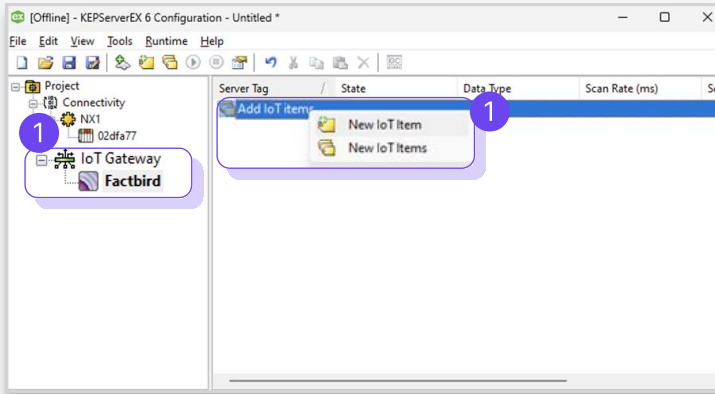 [Offline] - KEPServerEX 6 Configuration - Untitled *
File Edit View Tools Runtime Help
Project
Connectivity
NX1
02dfa77
1
IoT Gateway
Factbird
Server Tag / State Data Type Scan Rate (ms)
Add IoT items
1
New IoT Item
New IoT Items